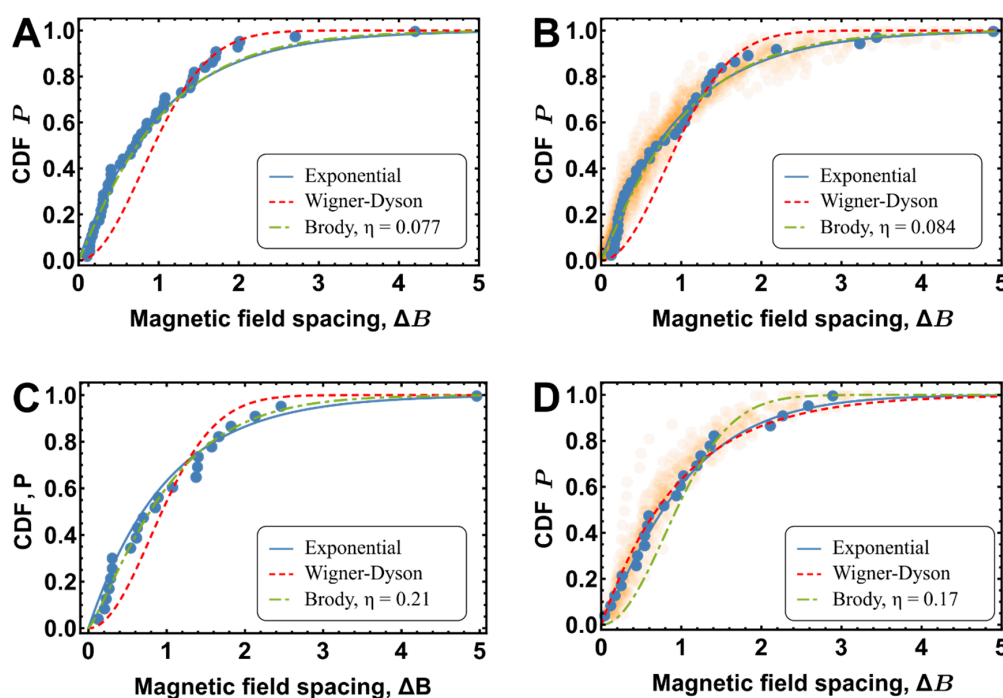 A
CDF P
1.0
0.8
0.6
0.4
0.2
0.0
Exponential
Wigner-Dyson
Brody, η = 0.077
0 1 2 3 4 5
Magnetic field spacing, ΔB
B
CDF P
1.0
0.8
0.6
0.4
0.2
0.0
Exponential
Wigner-Dyson
Brody, η = 0.084
0 1 2 3 4 5
Magnetic field spacing, ΔB
C
CDF, P
1.0
0.8
0.6
0.4
0.2
0.0
Exponential
Wigner-Dyson
Brody, η = 0.21
0 1 2 3 4 5
Magnetic field spacing, ΔB
D
CDF P
1.0
0.8
0.6
0.4
0.2
0.0
Exponential
Wigner-Dyson
Brody, η = 0.17
0 1 2 3 4 5
Magnetic field spacing, ΔB